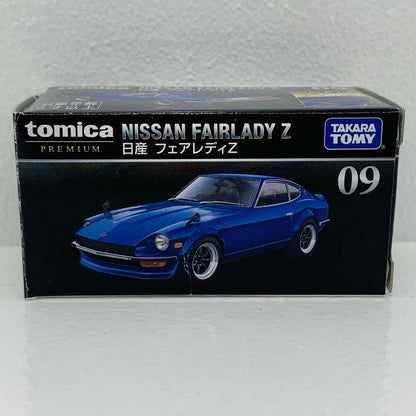 tomica
PREMIUM
NISSAN FAIRLADY Z
日産 フェアレディZ
TAKARA
TOMY
09